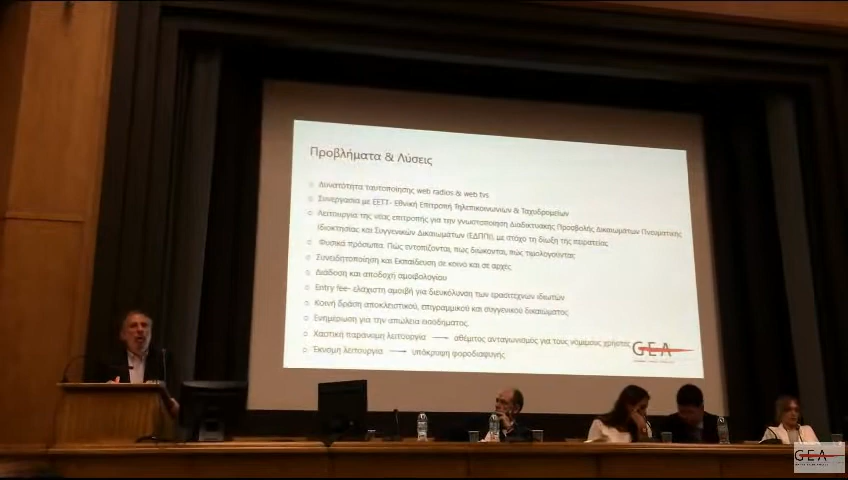 Προβλήματα & Λύσεις
Δυνατότητα ταυτοποίησης web radios & web tvs
Συνεργασία με ΕΕΤΤ- Εθνική Επιτροπή Τηλεπικοινωνιών & Ταχυδρομείων
Λειτουργία της νέας επιτροπής για την γνωστοποίηση Διαδικτυακής Προσβολής Δικαιωμάτων Πνευματικής
Ιδιοκτησίας και Συγγενικών Δικαιωμάτων (ΕΔΠΠΙ), με στόχο τη δίωξη της πειρατείας
Φυσικά πρόσωπα. Πώς εντοπίζονται, πώς διώκονται, πώς τιμολογούνται
Συνειδητοποίηση και Εκπαίδευση σε κοινό και σε αρχές
Διάδοση και αποδοχή αμοιβολογίου
Entry fee- ελάχιστη αμοιβή για διευκόλυνση των ερασιτεχνών ιδιωτών
Κοινή δράση αποκλειστικού, επιγραμμικού και συγγενικού δικαιώματος
Ενημέρωση για την απώλεια εισοδήματος.
Χαοτική παράνομη λειτουργία → αθέμιτος ανταγωνισμός για τους νόμιμους χρήστες
Έκνομη λειτουργία → υπόκρυψη φοροδιαφυγής
GEA
GEA